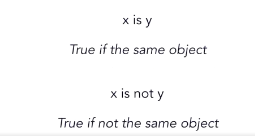 x is y
True if the same object
x is not y
True if not the same object